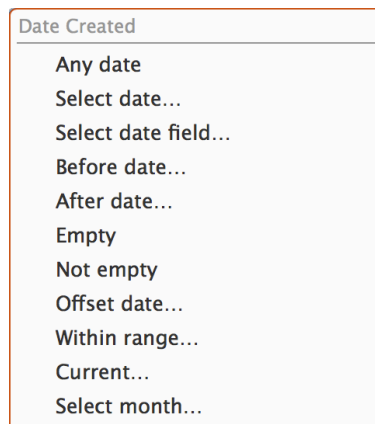 Date Created
Any date
Select date...
Select date field...
Before date...
After date...
Empty
Not empty
Offset date...
Within range...
Current...
Select month...